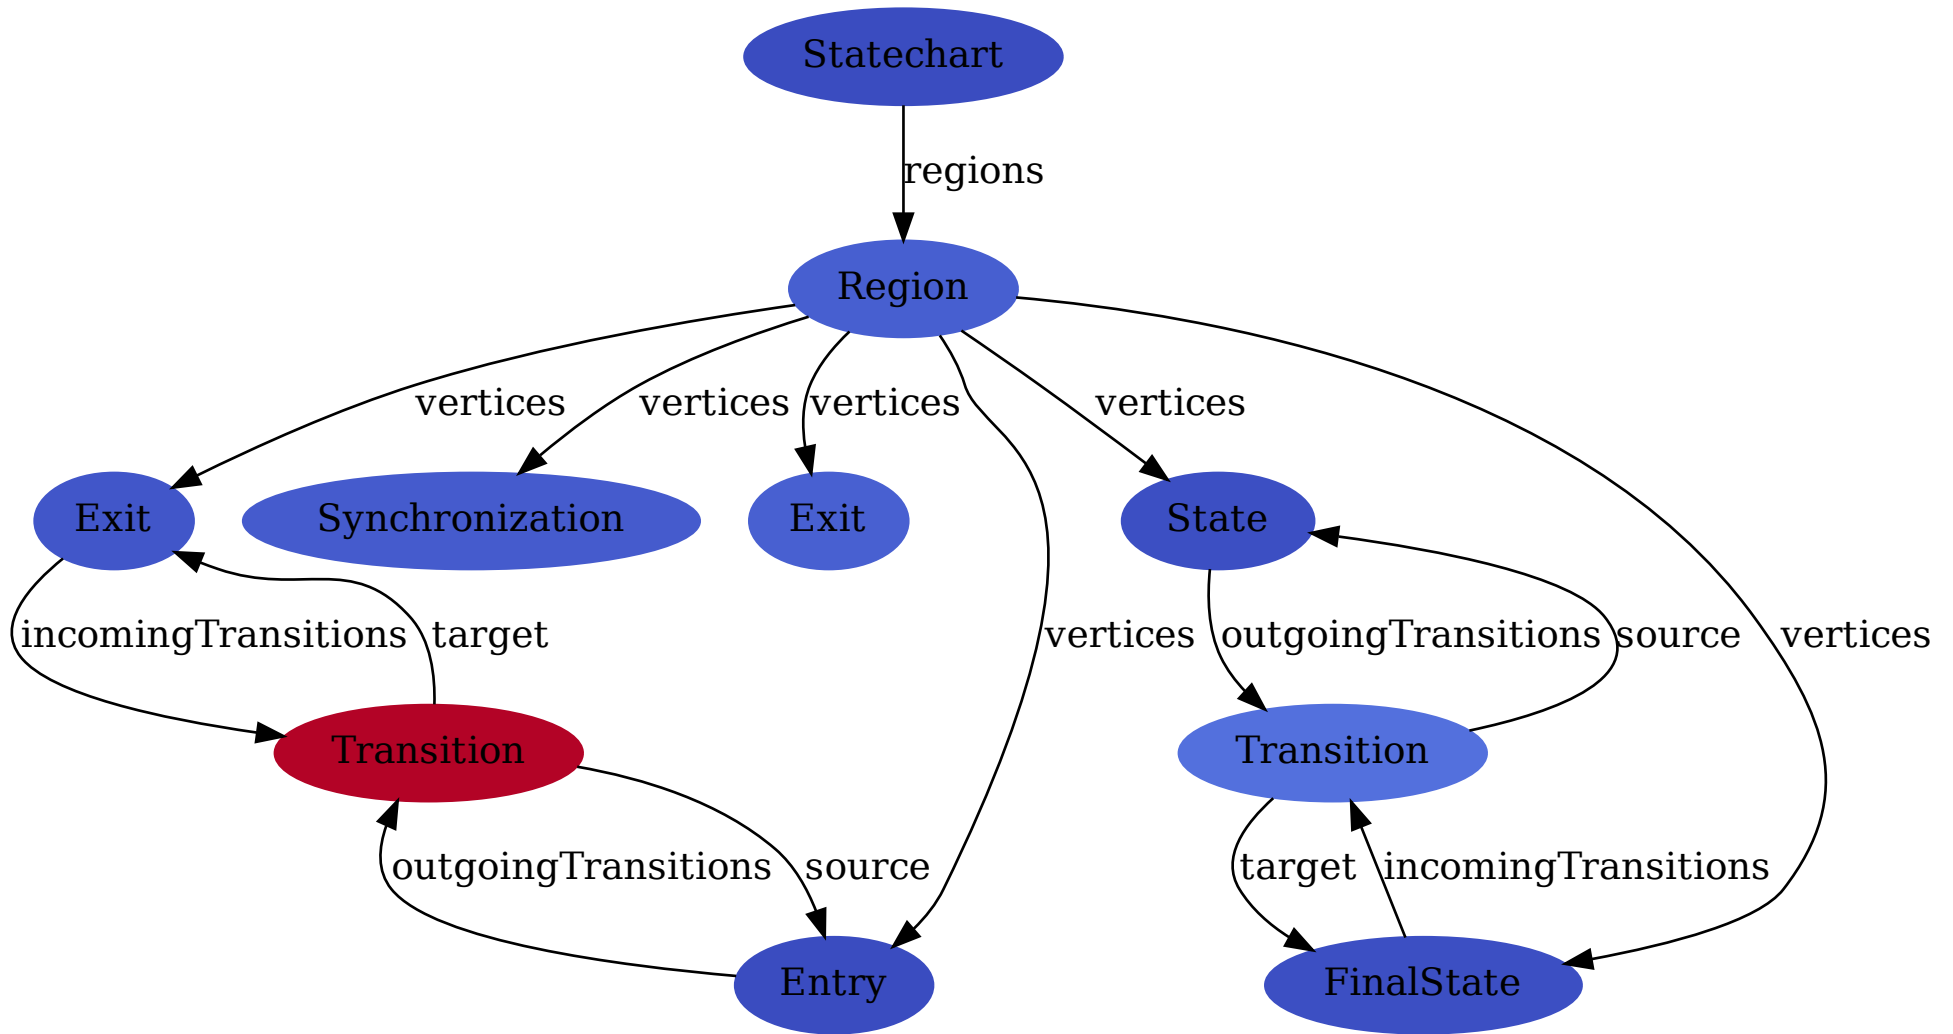 Statechart
regions
Region
vertices
vertices
vertices
vertices
Exit
Synchronization
Exit
State
incomingTransitions
target
vertices
outgoingTransitions
source
vertices
Transition
Transition
outgoingTransitions
source
target
incomingTransitions
Entry
FinalState